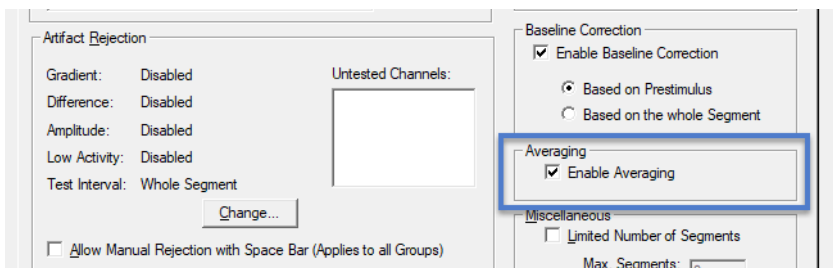 Artifact Rejection
Gradient: Disabled
Difference: Disabled
Amplitude: Disabled
Low Activity: Disabled
Test Interval: Whole Segment
Untested Channels:
Change...
Allow Manual Rejection with Space Bar (Applies to all Groups)
Baseline Correction
Enable Baseline Correction
Based on Prestimulus
Based on the whole Segment
Averaging
Enable Averaging
Miscellaneous
Limited Number of Segments
Max. Segments: